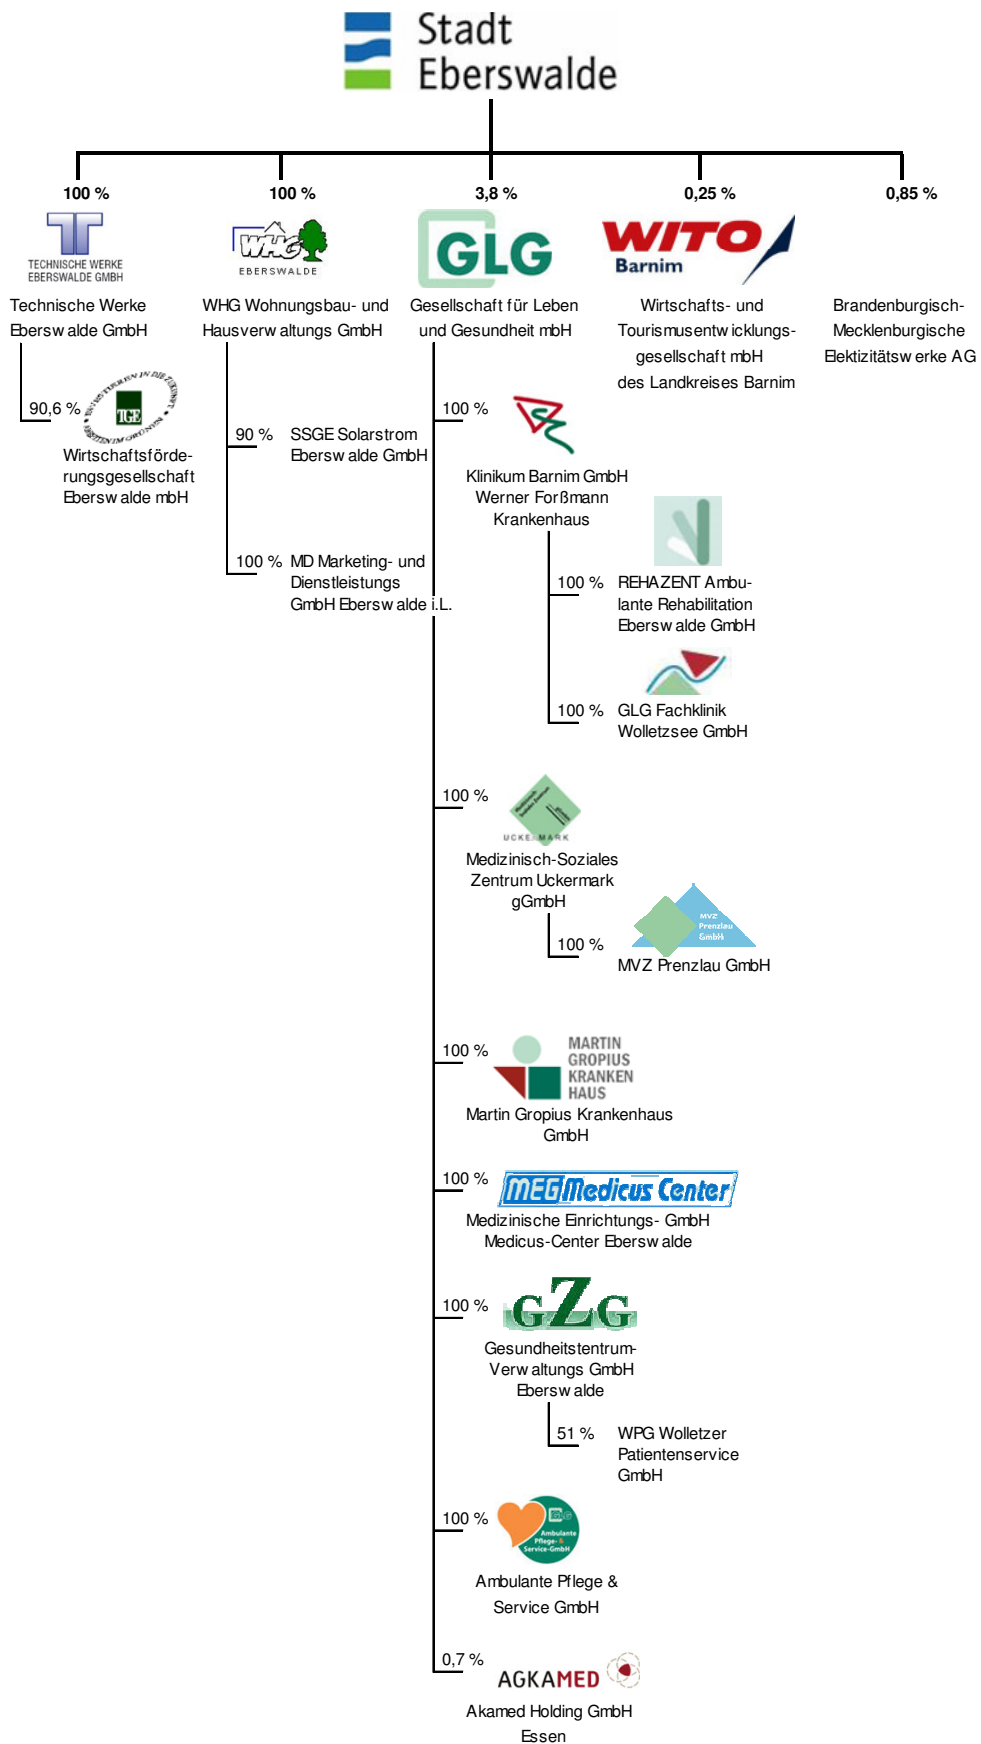 Stadt
Eberswalde
100 %
100 %
3,8 %
0,25 %
0,85 %
TECHNISCHE WERKE
EBERSWALDE GMBH
WHG
EBERSWALDE
GLG
WITO
Barnim
Technische Werke
Eberswalde GmbH
WHG Wohnungsbau- und
Hausverwaltungs GmbH
Gesellschaft für Leben
und Gesundheit mbH
Wirtschafts- und
Tourismusentwicklungs-
gesellschaft mbH
des Landkreises Barnim
Brandenburgisch-
Mecklenburgische
Elektizitätswerke AG
90,6 %
TGE
Wirtschaftsförde-
rungsgesellschaft
Eberswalde mbH
90 %
SSGE Solarstrom
Eberswalde GmbH
100 %
MD Marketing- und
Dienstleistungs
GmbH Eberswalde i.L.
100 %
Klinikum Barnim GmbH
Werner Forßmann
Krankenhaus
100 %
REHAZENT Ambu-
lante Rehabilitation
Eberswalde GmbH
100 %
GLG Fachklinik
Wolletzsee GmbH
100 %
UCKERMARK
Medizinisch-Soziales
Zentrum Uckermark
gGmbH
100 %
MVZ
Prenzlau
GmbH
MVZ Prenzlau GmbH
100 %
MARTIN
GROPIUS
KRANKEN
HAUS
Martin Gropius Krankenhaus
GmbH
100 %
MEG Medicus Center
Medizinische Einrichtungs- GmbH
Medicus-Center Eberswalde
100 %
GZG
Gesundheitstentrum-
Verwaltungs GmbH
Eberswalde
51 %
WPG Wolletzer
Patientenservice
GmbH
100 %
GLG
Ambulante
Pflege- &
Service-GmbH
Ambulante Pflege &
Service GmbH
0,7 %
AGKAMED
Akamed Holding GmbH
Essen